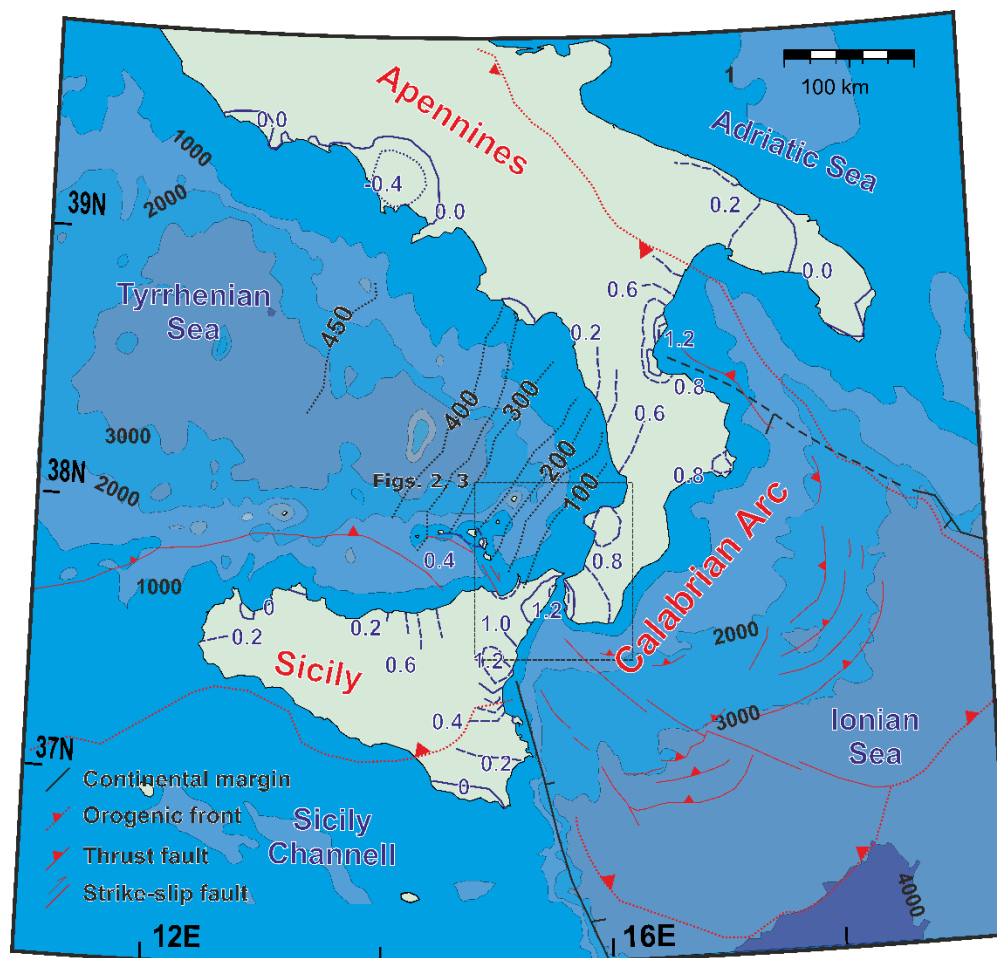 1
100 km
Apennines
Adriatic Sea
0.0
1000
-0.4
2000
39N
0.2
0.0
0.0
Tyrrhenian
Sea
0.6
450
0.2
1.2
0.8
400
300
0.6
3000
200
0.8
Figs. 2, 3
38N
2000
100
Calabrian Arc
0.4
0.8
1000
0
1.2
0.2
0.2
1.0
2000
Sicily
0.6
1.2
3000
0.4
Ionian
Sea
37N
0.2
0
Continental margin
Orogenic front
Sicily
Channell
Thrust fault
Strike-slip fault
4000
12E
16E